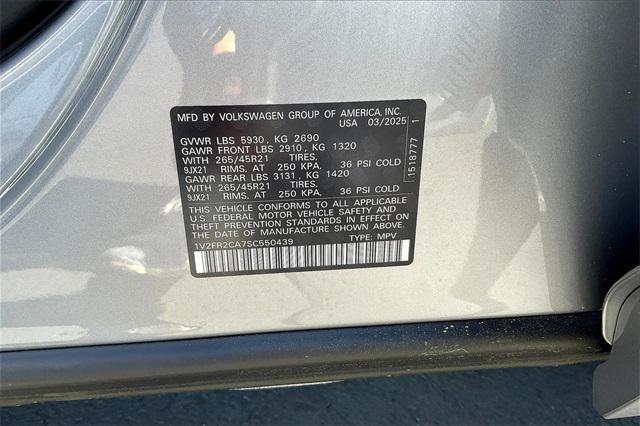 MFD BY VOLKSWAGEN GROUP OF AMERICA, INC.
USA 03/2025
GVWR LBS 5930, KG 2690
GAWR FRONT LBS 2910, KG 1320
WITH 265/45R21 TIRES.
9JX21 RIMS. AT 250 KPA. 36 PSI COLD
GAWR REAR LBS 3131, KG 1420
WITH 265/45R21 TIRES.
9JX21 RIMS. AT 250 KPA. 36 PSI COLD
THIS VEHICLE CONFORMS TO ALL APPLICABLE
U.S. FEDERAL MOTOR VEHICLE SAFETY AND
THEFT PREVENTION STANDARDS IN EFFECT ON
THE DATE OF MANUFACTURE SHOWN ABOVE.
1V2FR2CA7SC550439 TYPE: MPV
1518777 1